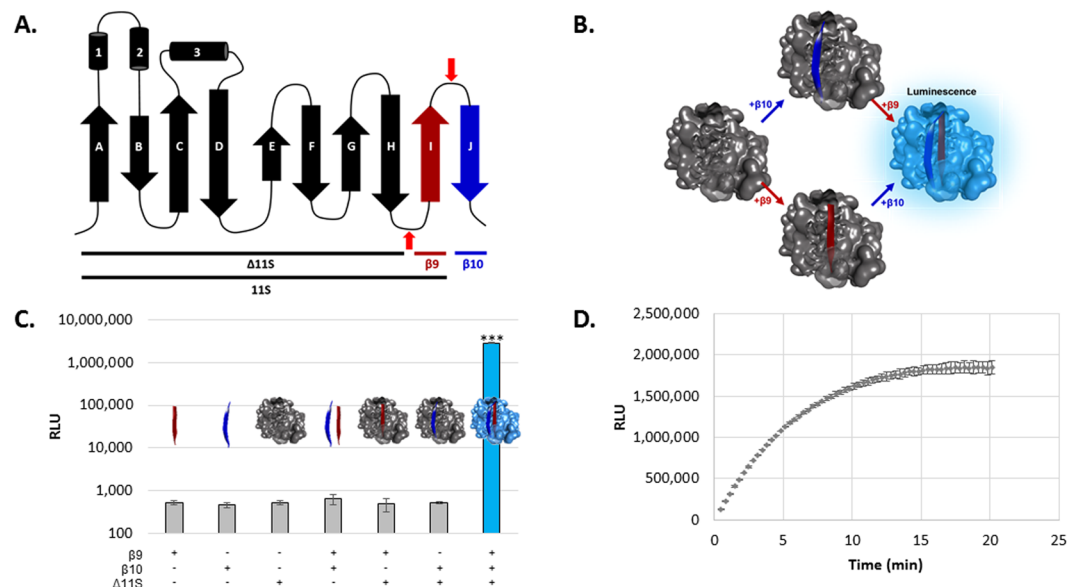 A.
1 2 3
A B C D E F G H I J
Δ11S β9 β10
11S
B.
+β10
+β9
Luminescence
+β9
+β10
C.
RLU
10,000,000
1,000,000
100,000
10,000
1,000
100
***
β9 + - - + + - +
β10 - + - + - + +
Δ11S - - + - + + +
D.
RLU
2,500,000
2,000,000
1,500,000
1,000,000
500,000
0
0 5 10 15 20 25
Time (min)